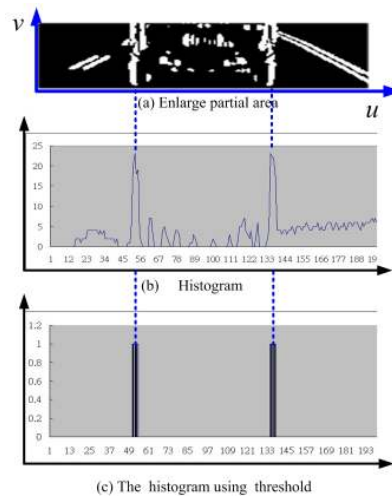 v
u
(a) Enlarge partial area
25
20
15
10
5
0
1 12 23 34 45 56 67 78 89 100 111 122 133 144 155 166 177 188 19
(b) Histogram
1.2
1
0.8
0.6
0.4
0.2
0
1 13 25 37 49 61 73 85 97 109 121 133 145 157 169 181 193
(c) The histogram using threshold